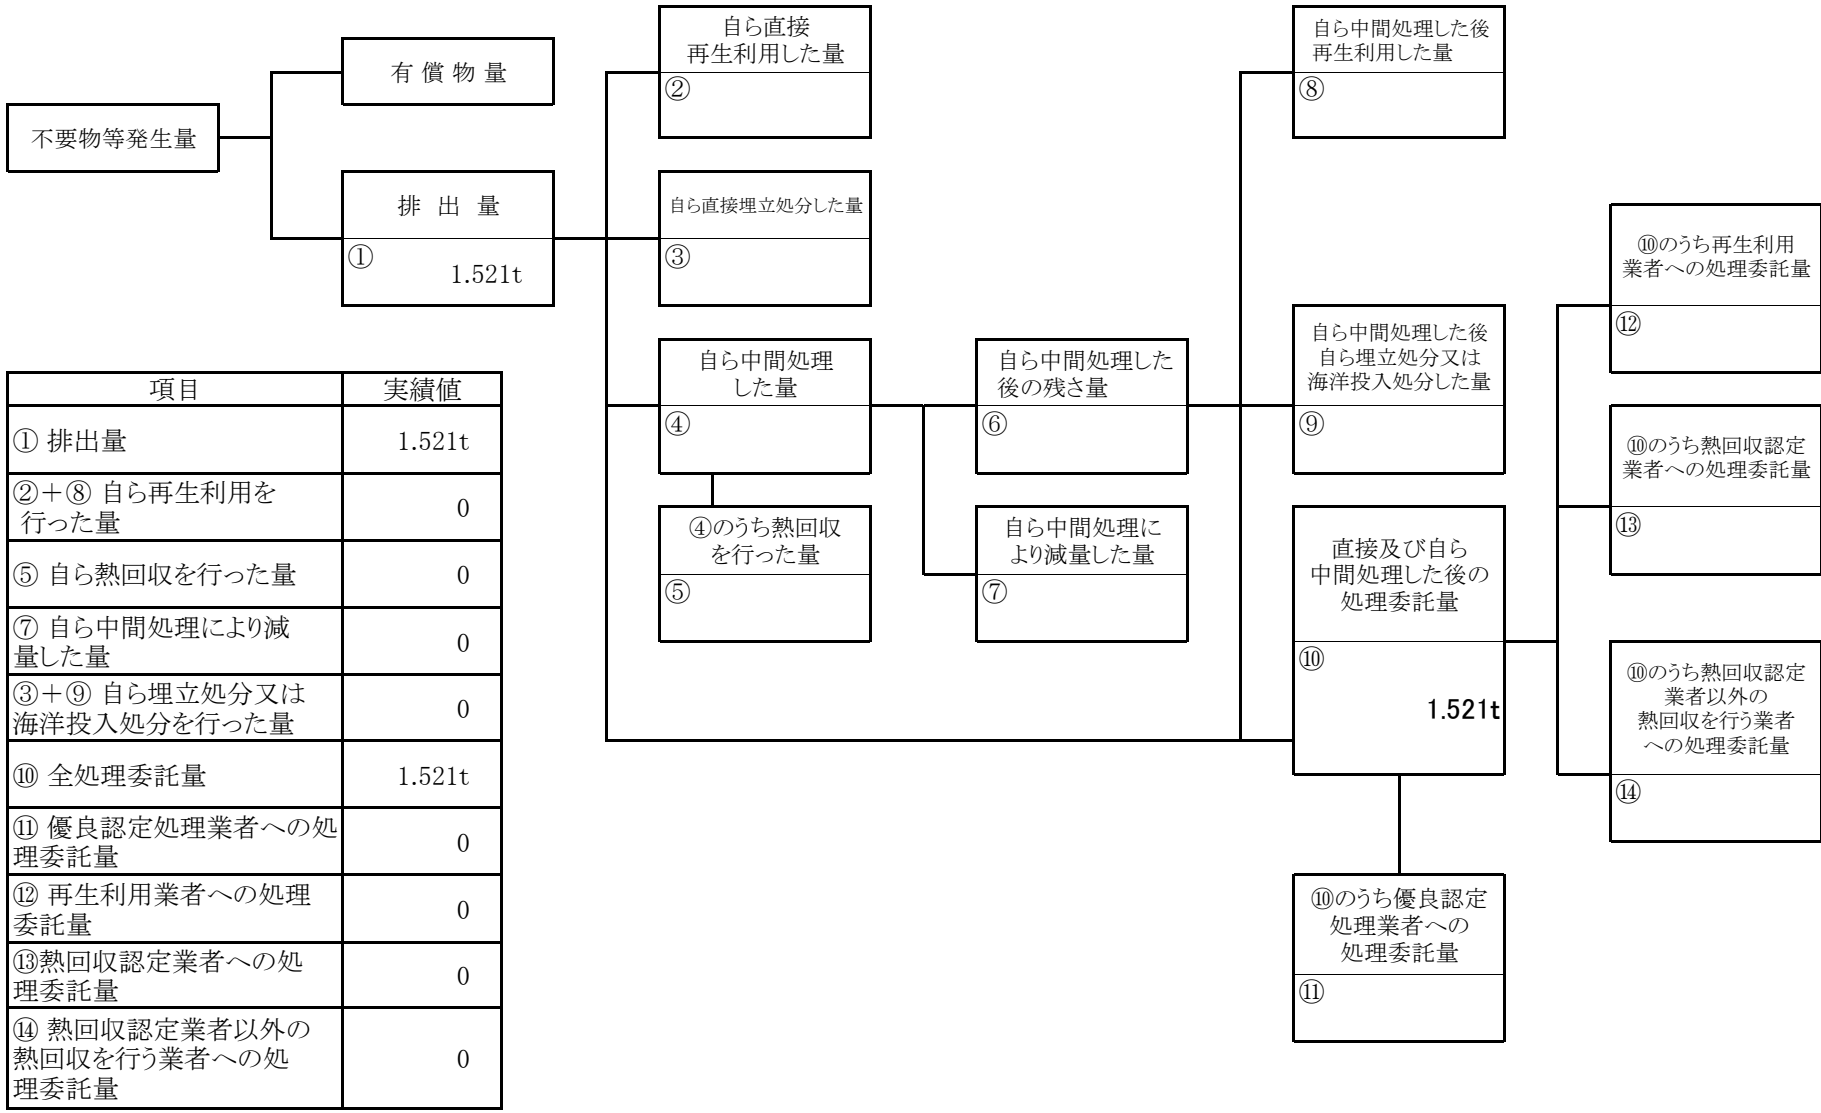 不要物等発生量
有償物量
排出量
①
1.521t
自ら直接
再生利用した量
②
自ら直接埋立処分した量
③
自ら中間処理
した量
④
④のうち熱回収
を行った量
⑤
自ら中間処理した
後の残さ量
⑥
自ら中間処理に
より減量した量
⑦
自ら中間処理した後
再生利用した量
⑧
自ら中間処理した後
自ら埋立処分又は
海洋投入処分した量
⑨
直接及び自ら
中間処理した後の
処理委託量
⑩
1.521t
⑩のうち優良認定
処理業者への
処理委託量
⑪
⑩のうち再生利用
業者への処理委託量
⑫
⑩のうち熱回収認定
業者への処理委託量
⑬
⑩のうち熱回収認定
業者以外の
熱回収を行う業者
への処理委託量
⑭
項目 実績値
① 排出量 1.521t
②＋⑧ 自ら再生利用を
行った量 0
⑤ 自ら熱回収を行った量 0
⑦ 自ら中間処理により減
量した量 0
③＋⑨ 自ら埋立処分又は
海洋投入処分を行った量 0
⑩ 全処理委託量 1.521t
⑪ 優良認定処理業者への処
理委託量 0
⑫ 再生利用業者への処理
委託量 0
⑬熱回収認定業者への処
理委託量 0
⑭ 熱回収認定業者以外の
熱回収を行う業者への処
理委託量 0